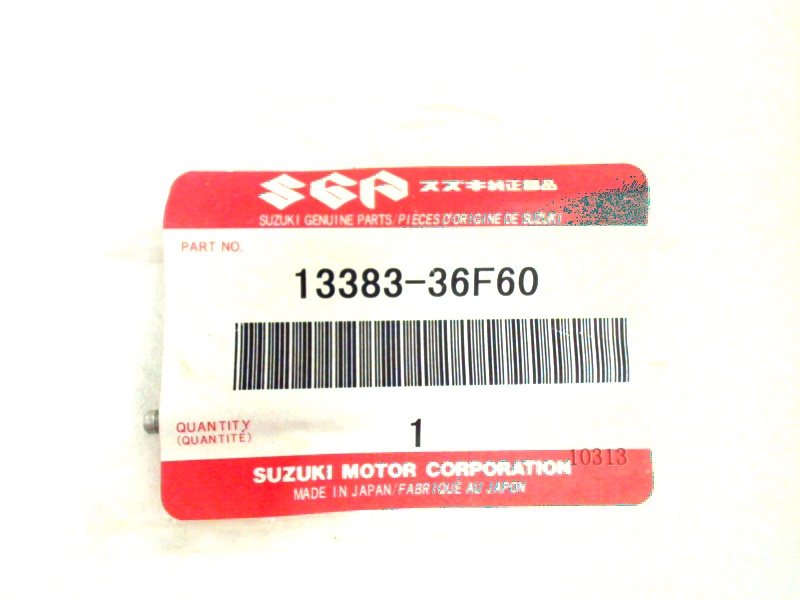 SGP スズキ純正部品
SUZUKI GENUINE PARTS/PIÈCES D'ORIGINE DE SUZUKI
PART NO.
13383-36F60
QUANTITY
(QUANTITÉ)
1
10313
SUZUKI MOTOR CORPORATION
MADE IN JAPAN/FABRIQUÉ AU JAPON